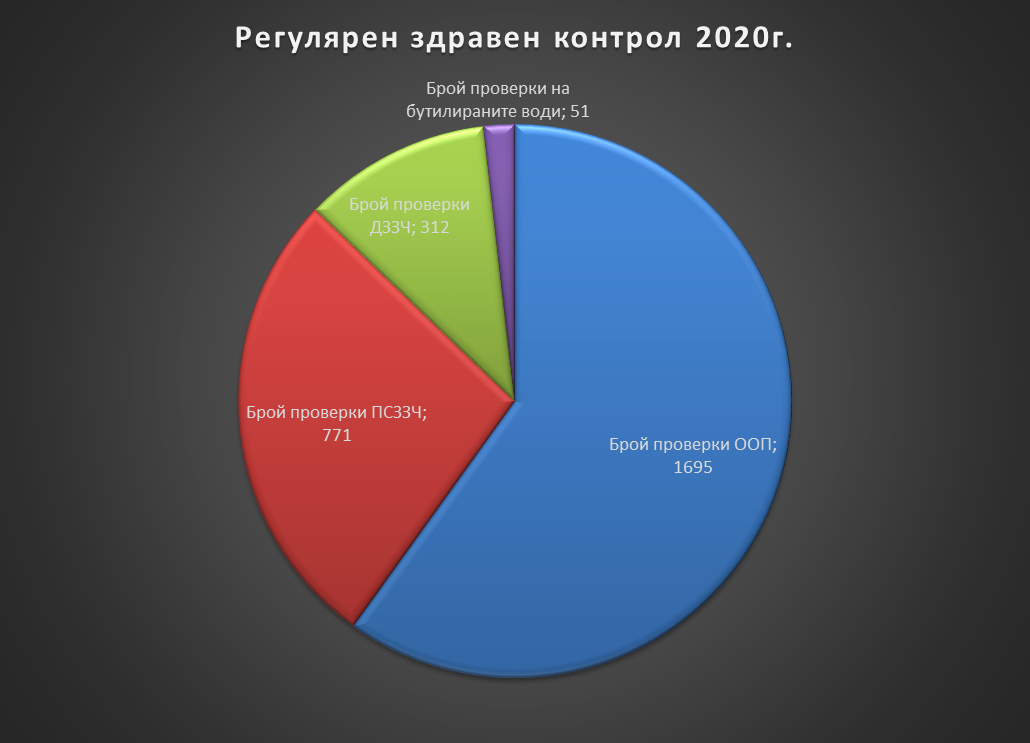 Регулярен здравен контрол 2020г.
Брой проверки на
бутилираните води; 51
Брой проверки
ДЗЗЧ; 312
Брой проверки ПСЗЗЧ;
771
Брой проверки ООП;
1695